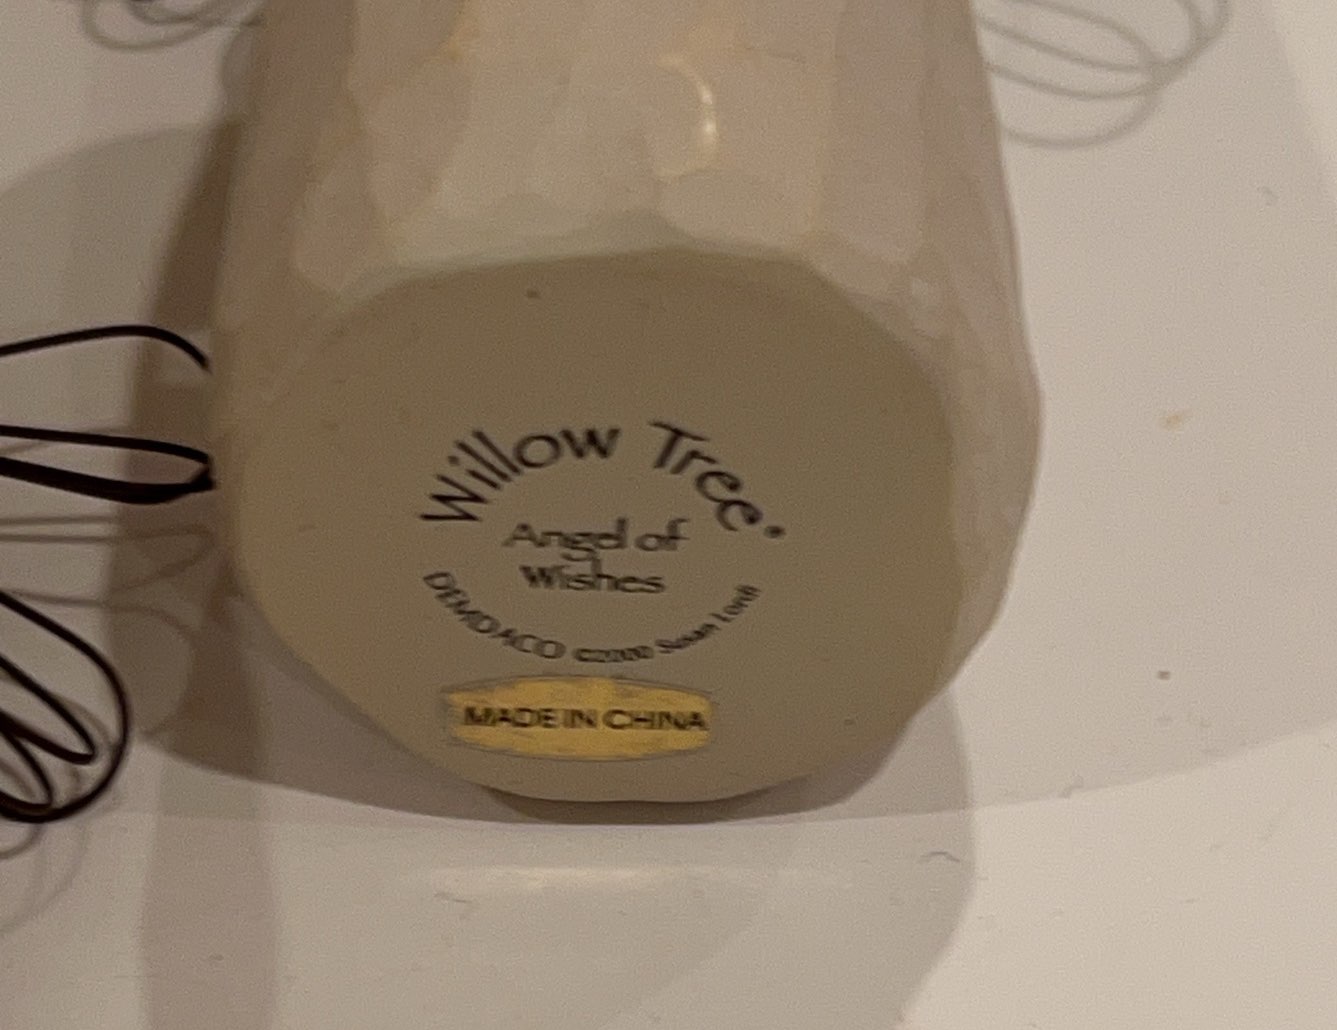 Willow Tree®
Angel of
Wishes
DEMDACO ©2000 Susan Lordi
MADE IN CHINA